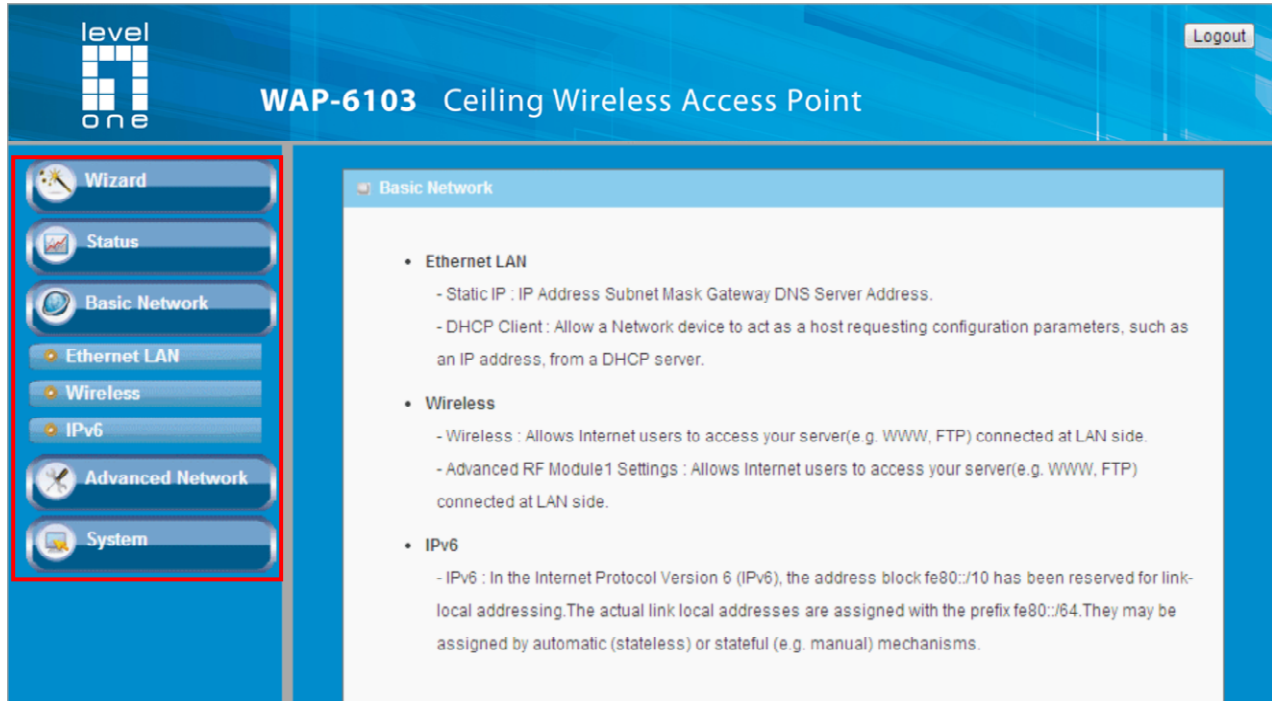 level
one
Logout
WAP-6103 Ceiling Wireless Access Point
Wizard
Status
Basic Network
Ethernet LAN
Wireless
IPv6
Advanced Network
System
Basic Network
• Ethernet LAN
- Static IP : IP Address Subnet Mask Gateway DNS Server Address.
- DHCP Client : Allow a Network device to act as a host requesting configuration parameters, such as
an IP address, from a DHCP server.
• Wireless
- Wireless : Allows Internet users to access your server(e.g. WWW, FTP) connected at LAN side.
- Advanced RF Module1 Settings : Allows Internet users to access your server(e.g. WWW, FTP)
connected at LAN side.
• IPv6
- IPv6 : In the Internet Protocol Version 6 (IPv6), the address block fe80::/10 has been reserved for link-
local addressing.The actual link local addresses are assigned with the prefix fe80::/64.They may be
assigned by automatic (stateless) or stateful (e.g. manual) mechanisms.